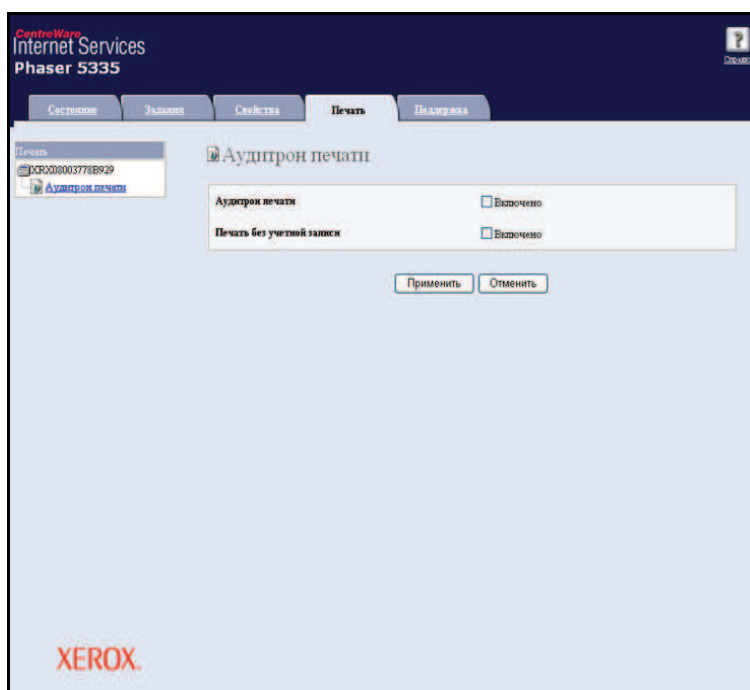 CentreWare
Internet Services
Phaser 5335
Справка
Состояние
Задания
Свойства
Печать
Поддержка
Печать
XRX08003778B929
Аудитрон печати
Аудитрон печати
Аудитрон печати
Включено
Печать без учетной записи
Включено
Применить
Отменить
XEROX.